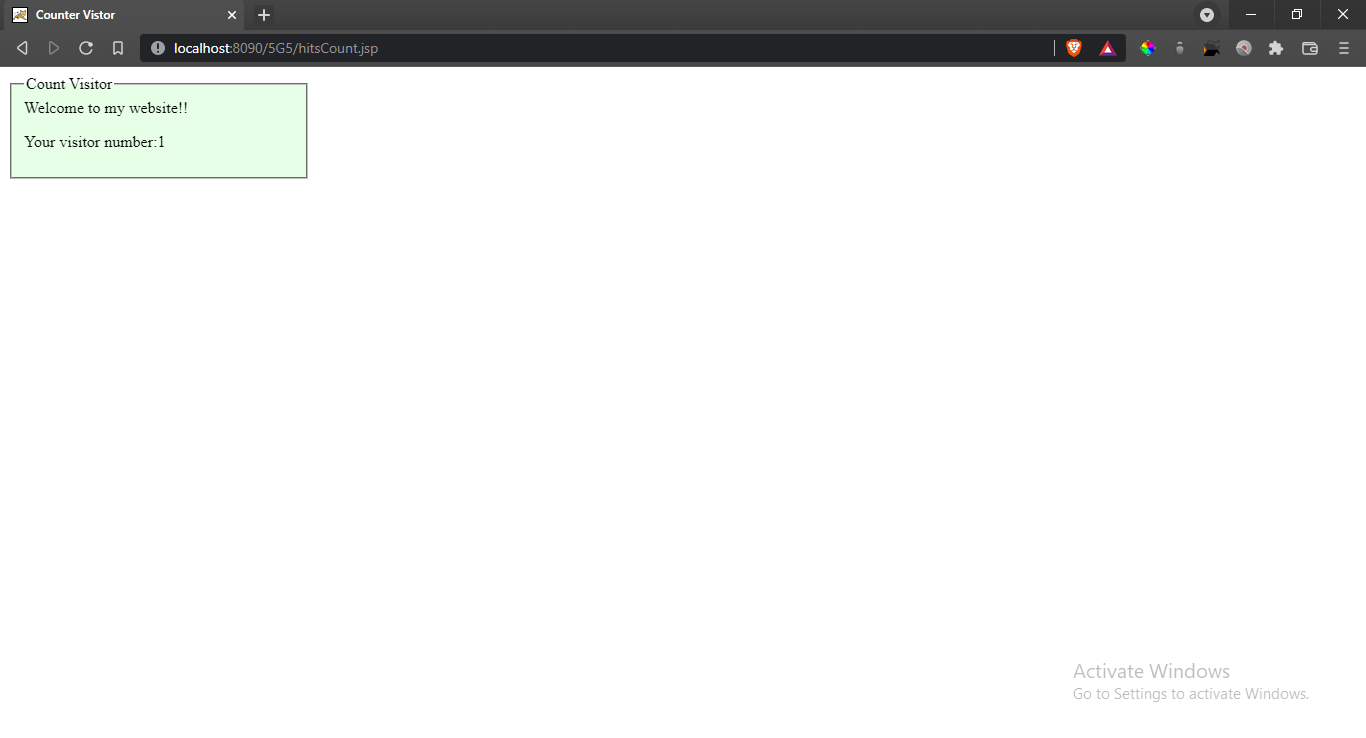 Counter Vistor
localhost:8090/5G5/hitsCount.jsp
Count Visitor
Welcome to my website!!
Your visitor number:1
Activate Windows
Go to Settings to activate Windows.